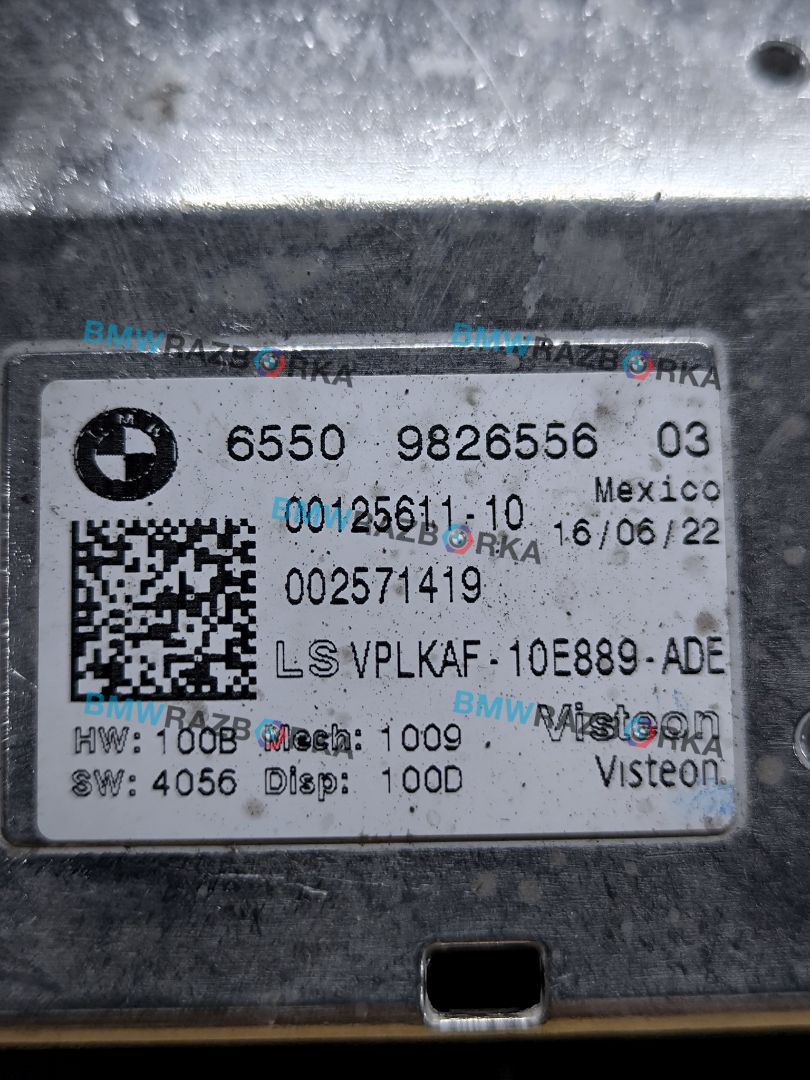 BMWRAZBORKA BMWRAZBORKA
BMW
6550 9826556 03
Mexico
00125611-10
16/06/22
BMWRAZBORKA
002571419
LS VPLKAF-10E889-ADE
BMWRAZBORKA BMWRAZBORKA
Visteon
HW: 100B Mech: 1009
SW: 4056 Disp: 100D
Visteon